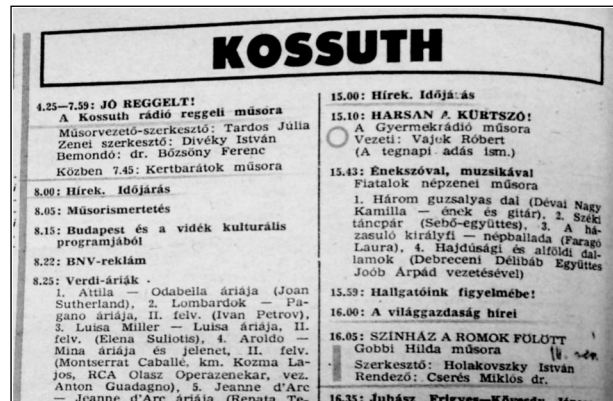 KOSSUTH
4.25—7.59: JÓ REGGELT!
A Kossuth rádió reggeli műsora
Műsorvezető-szerkesztő: Tardos Júlia
Zenei szerkesztő: Divéky István
Bemondó: dr. Bőzsöny Ferenc
Közben 7.45: Kertbarátok műsora
8.00: Hírek. Időjárás
8.05: Műsorismertetés
8.15: Budapest és a vidék kulturális
programjából
8.22: BNV-reklám
8.25: Verdi-áriák
1. Attila — Odabella áriája (Joan
Sutherland), 2. Lombardok — Pa-
gano áriája, II. felv. (Ivan Petrov),
3. Luisa Miller — Luisa áriája, II.
felv. (Elena Suliotis), 4. Aroldo —
Mina áriája és jelenet, II. felv.
(Montserrat Caballé, km. Kozma La-
jos, RCA Olasz Operazenekar, vez.
Anton Guadagno), 5. Jeanne d'Arc
— Jeanne d'Arc áriája (Renata Te-
15.00: Hírek. Időjárás
15.10: HARSAN A KÜRTSZÓ!
A Gyermekrádió műsora
Vezeti: Vajek Róbert
(A tegnapi adás ism.)
15.43: Énekszóval, muzsikával
Fiatalok népzenei műsora
1. Három guzsalyas dal (Dévai Nagy
Kamilla — ének és gitár), 2. Széki
táncpár (Sebő-együttes), 3. A há-
zasuló királyfi — népballada (Faragó
Laura), 4. Hajdúsági és alföldi dal-
lamok (Debreceni Délibáb Együttes
Joób Árpád vezetésével)
15.59: Hallgatóink figyelmébe!
16.00: A világgazdaság hírei
16.05: SZÍNHÁZ A ROMOK FÖLÖTT
Gobbi Hilda műsora
Szerkesztő: Holakovszky István
Rendező: Cserés Miklós dr.
16.35: Juhász Frigyes—Köveság